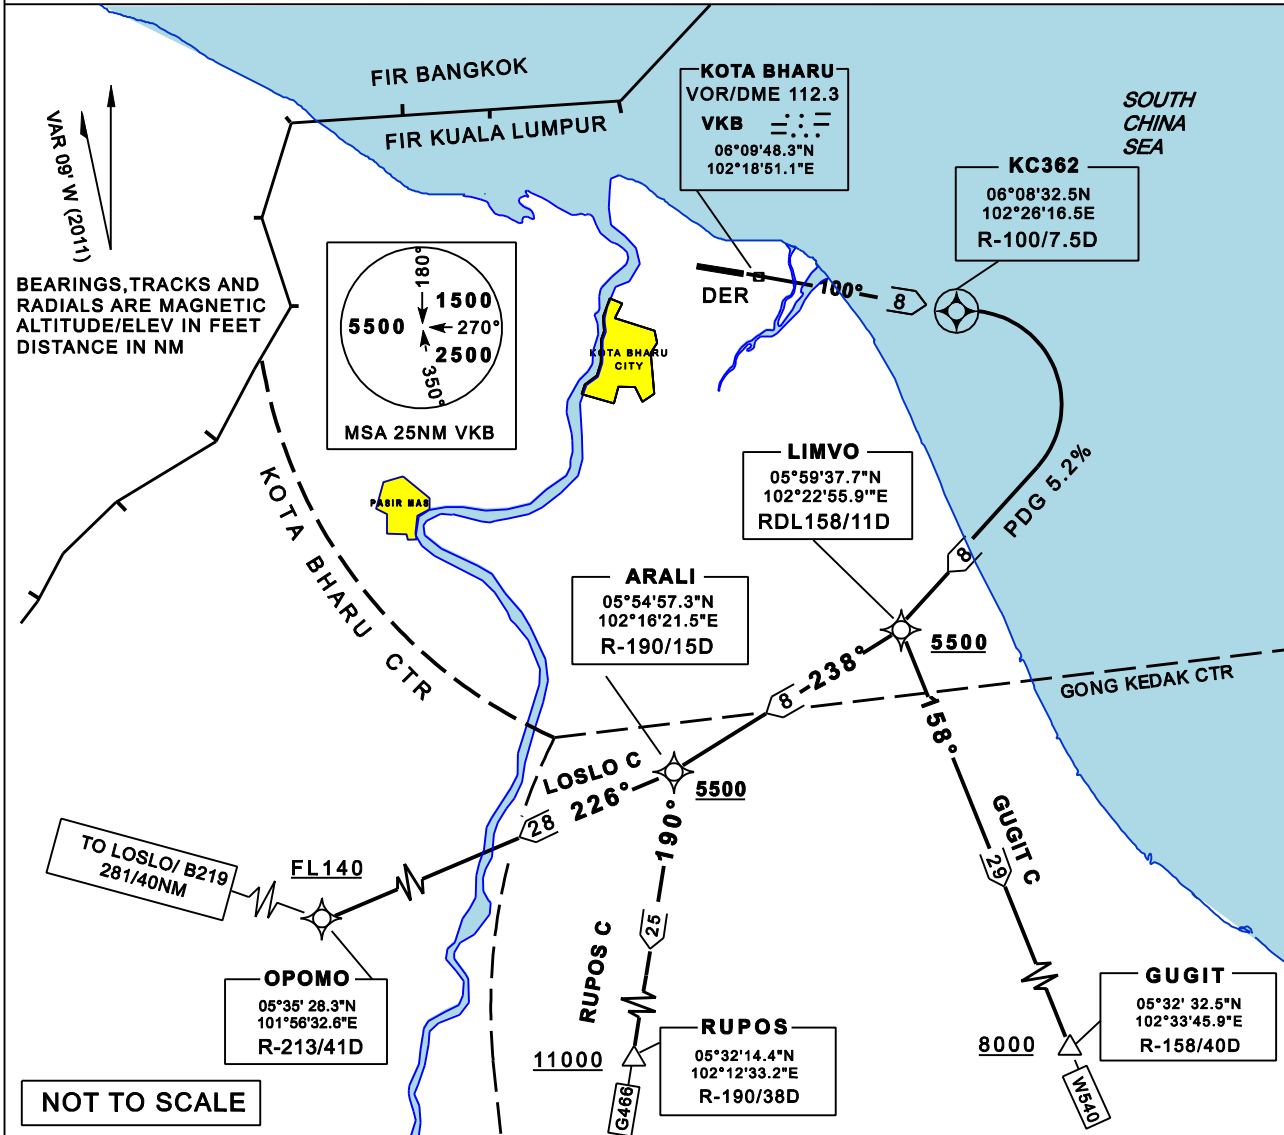 FIR BANGKOK
FIR KUALA LUMPUR
VAR 09' W (2011)
BEARINGS,TRACKS AND
RADIALS ARE MAGNETIC
ALTITUDE/ELEV IN FEET
DISTANCE IN NM
KOTA BHARU
VOR/DME 112.3
VKB
06°09'48.3"N
102°18'51.1"E
SOUTH
CHINA
SEA
KC362
06°08'32.5N
102°26'16.5E
R-100/7.5D
180°
1500
5500
270°
2500
350°
MSA 25NM VKB
DER
100°
8
KOTA BHARU
CITY
PASIR MAS
KOTA BHARU CTR
LIMVO
05°59'37.7"N
102°22'55.9'"E
RDL158/11D
PDG 5.2%
8
ARALI
05°54'57.3"N
102°16'21.5"E
R-190/15D
5500
238°
8
GONG KEDAK CTR
158°
LOSLO C
226°
28
5500
190°
25
RUPOS C
GUGIT C
29
TO LOSLO/ B219
281/40NM
FL140
OPOMO
05°35' 28.3"N
101°56'32.6"E
R-213/41D
11000
G466
RUPOS
05°32'14.4"N
102°12'33.2"E
R-190/38D
8000
W540
GUGIT
05°32' 32.5"N
102°33'45.9"E
R-158/40D
NOT TO SCALE